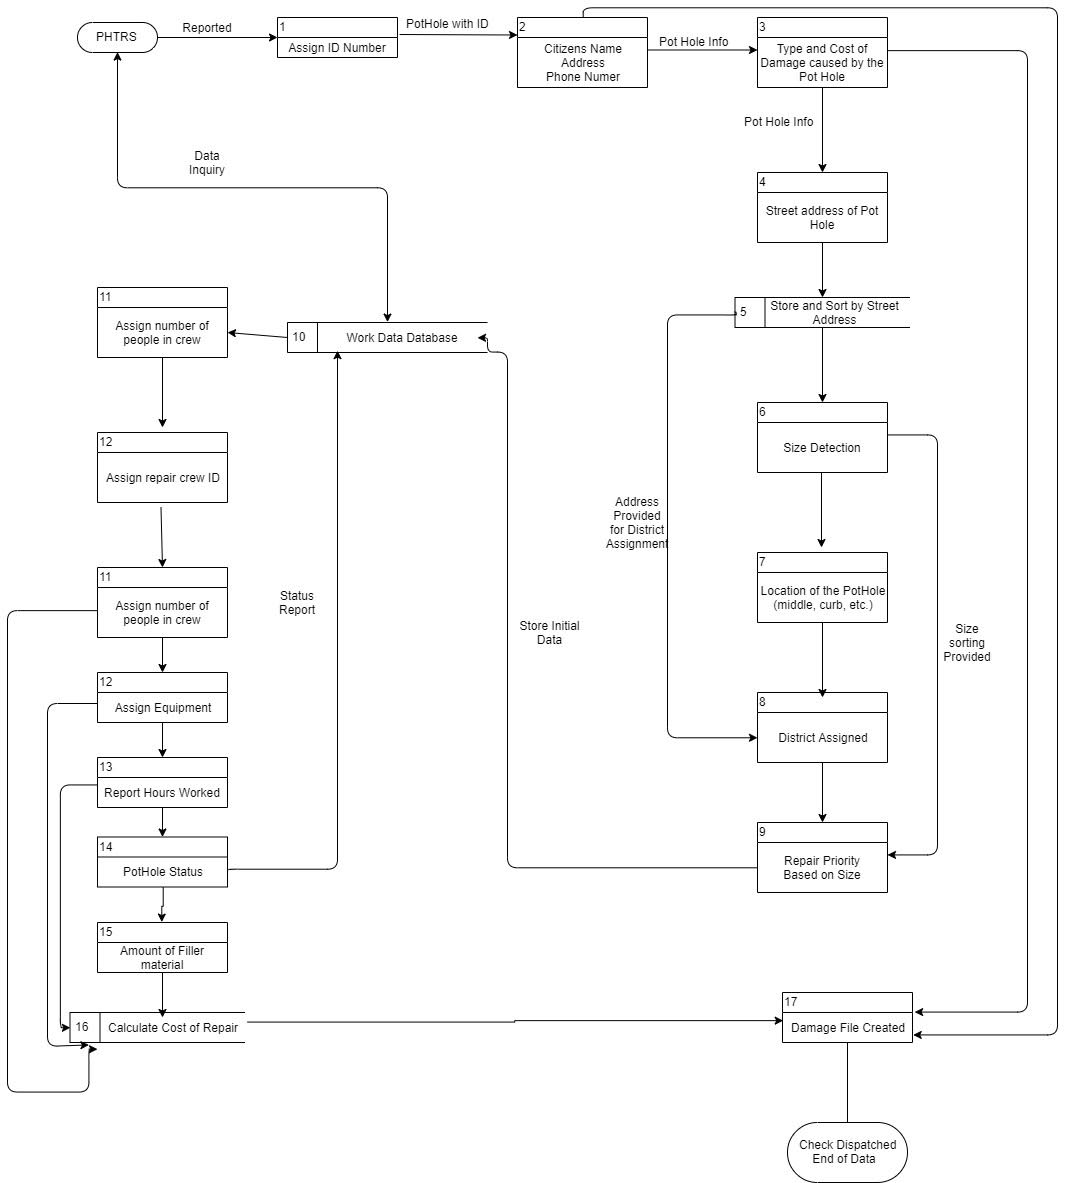 PHTRS
Reported
1
Assign ID Number
PotHole with ID
2
Citizens Name
Address
Phone Numer
Pot Hole Info
3
Type and Cost of
Damage caused by the
Pot Hole
Pot Hole Info
4
Street address of Pot
Hole
5
Store and Sort by Street
Address
6
Size Detection
7
Location of the PotHole
(middle, curb, etc.)
8
District Assigned
9
Repair Priority
Based on Size
Address
Provided
for District
Assignment
Size
sorting
Provided
Data
Inquiry
10
Work Data Database
Store Initial
Data
Status
Report
11
Assign number of
people in crew
12
Assign repair crew ID
11
Assign number of
people in crew
12
Assign Equipment
13
Report Hours Worked
14
PotHole Status
15
Amount of Filler
material
16
Calculate Cost of Repair
17
Damage File Created
Check Dispatched
End of Data